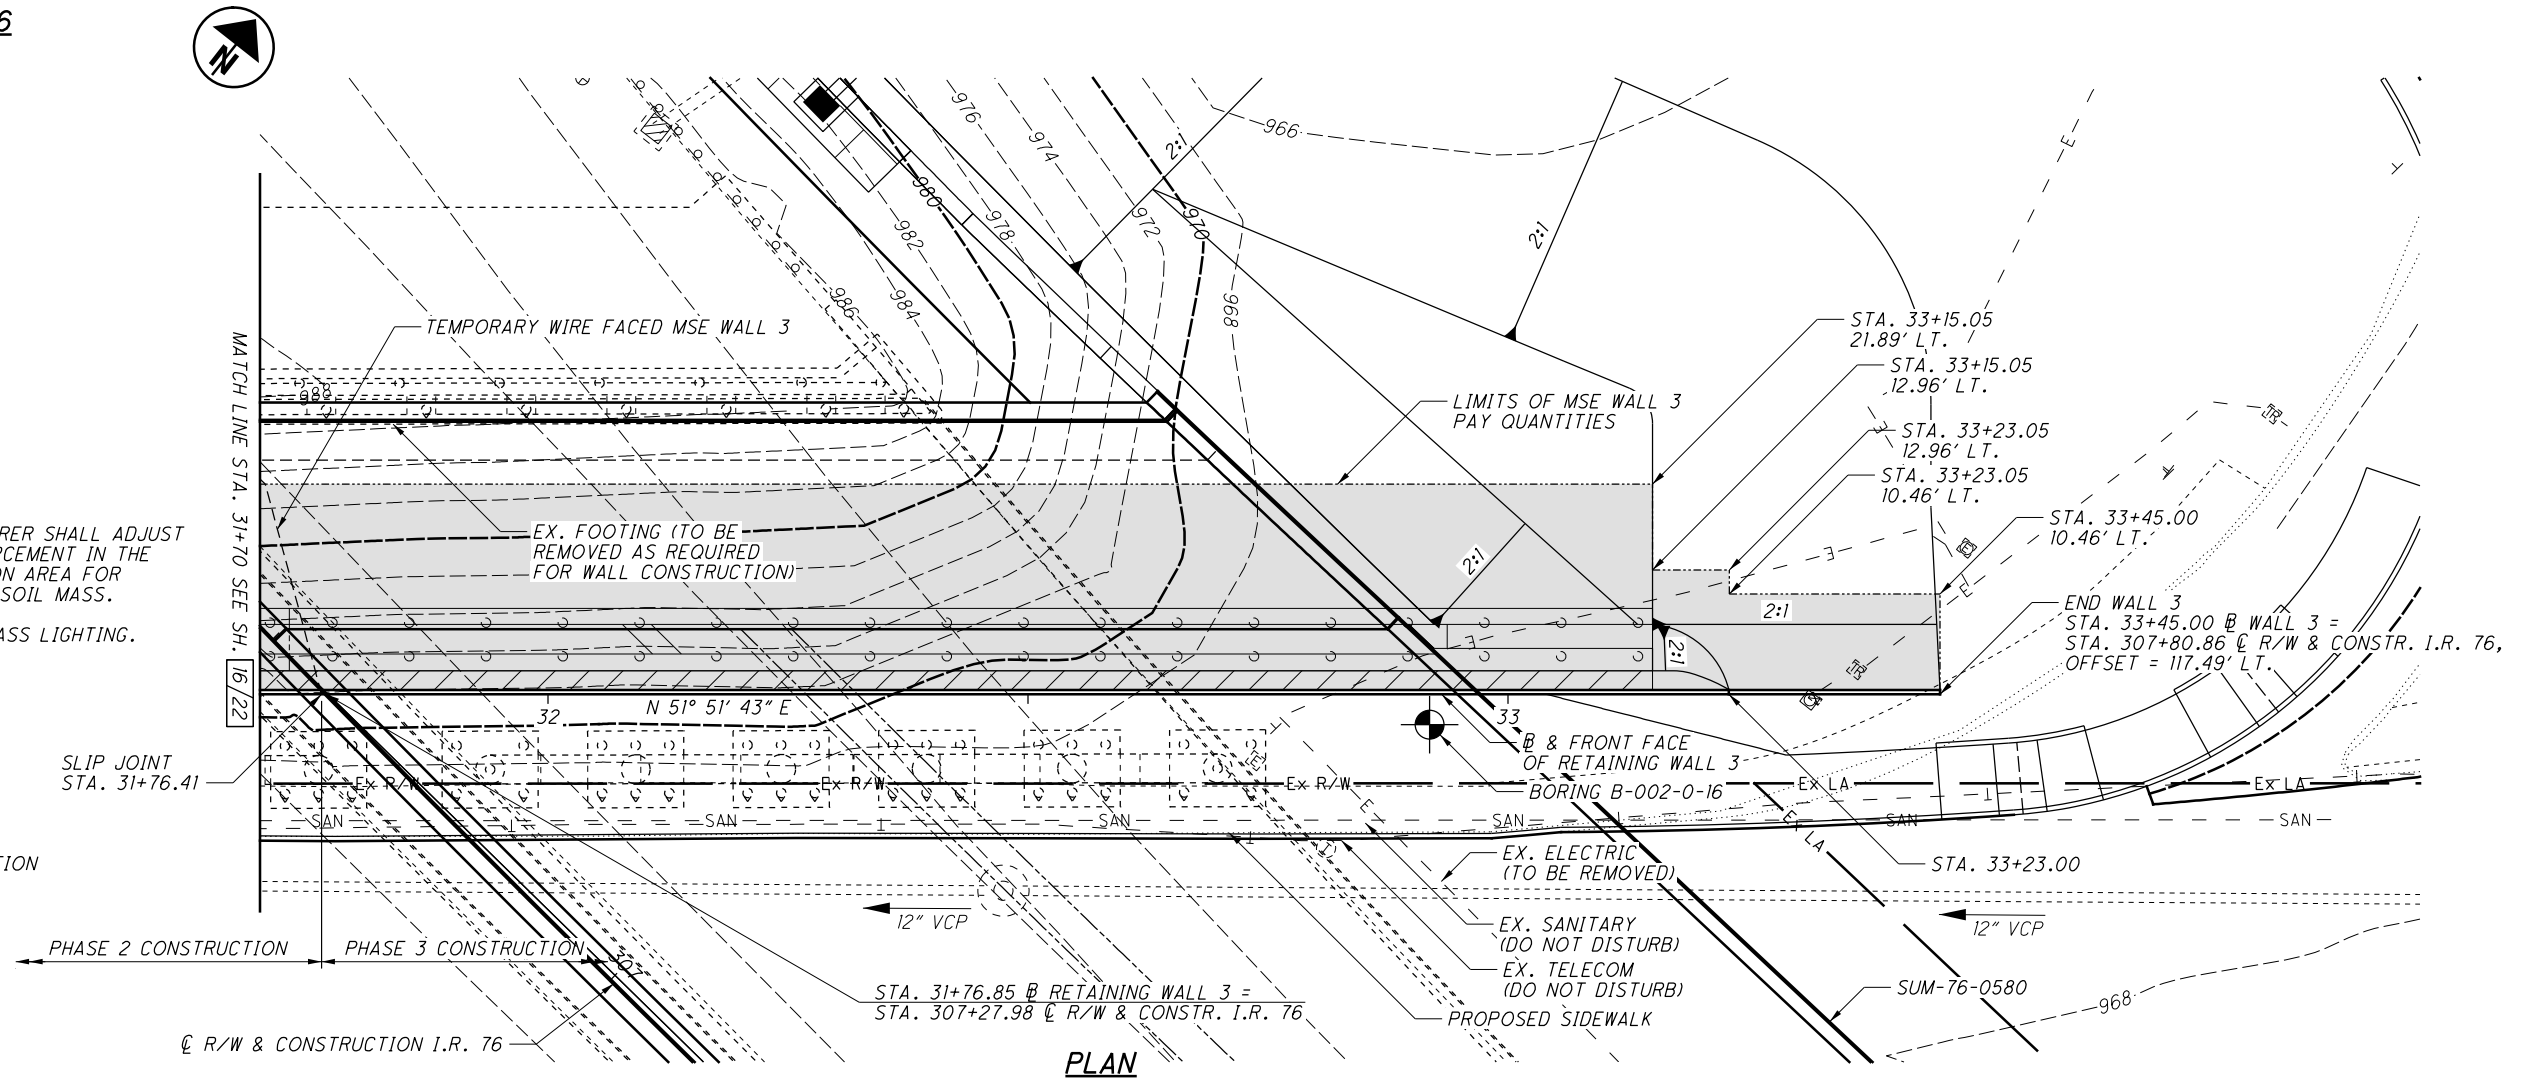 6
N
976
974
966
2:1
E
980
978
972
970
982
984
986
968
2:1
988
TEMPORARY WIRE FACED MSE WALL 3
MATCH LINE STA. 31+70 SEE SH. 16/22
STA. 33+15.05
21.89' LT.
STA. 33+15.05
12.96' LT.
LIMITS OF MSE WALL 3
PAY QUANTITIES
STA. 33+23.05
12.96' LT.
STA. 33+23.05
10.46' LT.
TR
E
STA. 33+45.00
10.46' LT.
RER SHALL ADJUST
RCEMENT IN THE
ON AREA FOR
SOIL MASS.
ASS LIGHTING.
EX. FOOTING (TO BE
REMOVED AS REQUIRED
FOR WALL CONSTRUCTION)
2:1
E
E
E
2:1
END WALL 3
STA. 33+45.00 B WALL 3 =
STA. 307+80.86 ℄ R/W & CONSTR. I.R. 76,
OFFSET = 117.49' LT.
E
2:1
TR
32
N 51° 51' 43" E
33
SLIP JOINT
STA. 31+76.41
B & FRONT FACE
OF RETAINING WALL 3
BORING B-002-0-16
E
E
Ex R/W
Ex R/W
Ex R/W
Ex LA
Ex LA
Ex LA
SAN
SAN
SAN
SAN
SAN
SAN
TION
EX. ELECTRIC
(TO BE REMOVED)
STA. 33+23.00
12" VCP
12" VCP
EX. SANITARY
(DO NOT DISTURB)
PHASE 2 CONSTRUCTION
PHASE 3 CONSTRUCTION
307
EX. TELECOM
(DO NOT DISTURB)
STA. 31+76.85 B RETAINING WALL 3 =
STA. 307+27.98 ℄ R/W & CONSTR. I.R. 76
SUM-76-0580
968
PROPOSED SIDEWALK
℄ R/W & CONSTRUCTION I.R. 76
PLAN